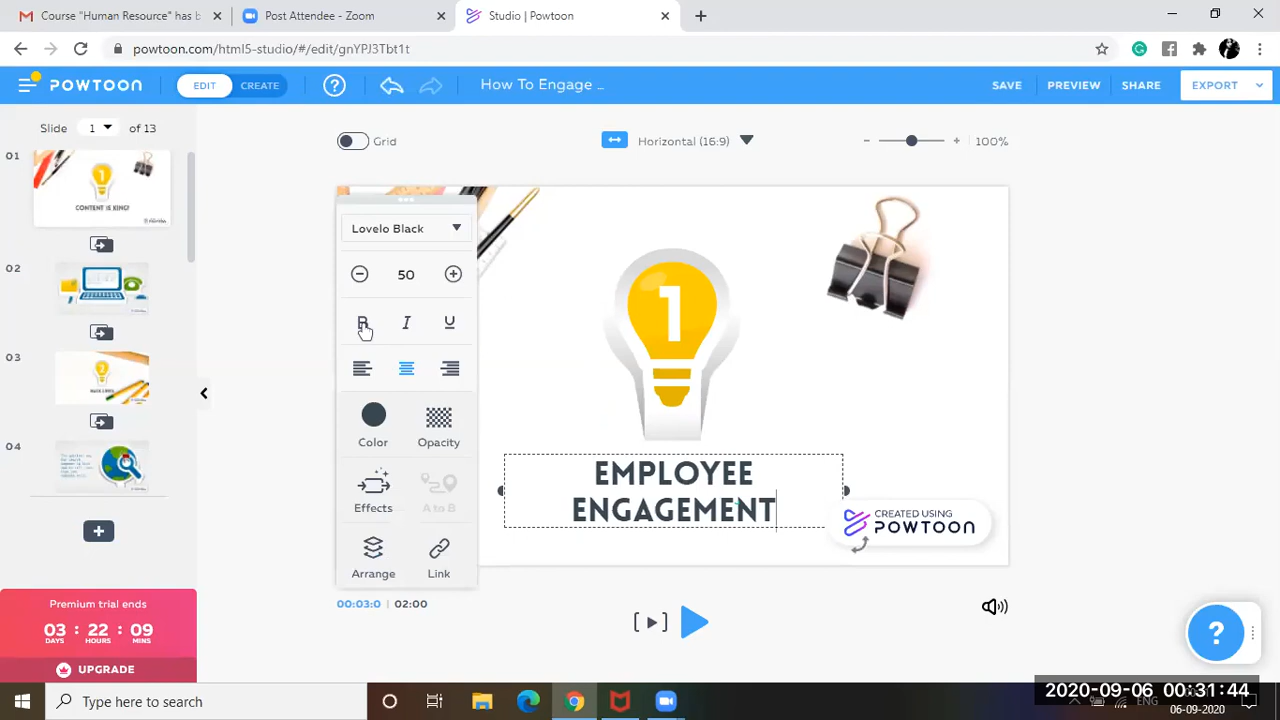 Course "Human Resource" has b
Post Attendee - Zoom
Studio | Powtoon
powtoon.com/html5-studio/#/edit/gnYPJ3Tbt1t
POWTOON
EDIT
CREATE
?
How To Engage ...
SAVE
PREVIEW
SHARE
EXPORT
Slide 1 of 13
Grid
Horizontal (16:9)
- + 100%
01
1
CONTENT IS KING!
02
03
2
04
Lovelo Black
50
B I U
Color
Opacity
Effects
A to B
Arrange
Link
1
EMPLOYEE
ENGAGEMENT
CREATED USING
POWTOON
00:03.0 | 02:00
Premium trial ends
03 : 22 : 09
DAYS HOURS MINS
UPGRADE
?
Type here to search
ENG
2020-09-06 00:31:44
06-09-2020